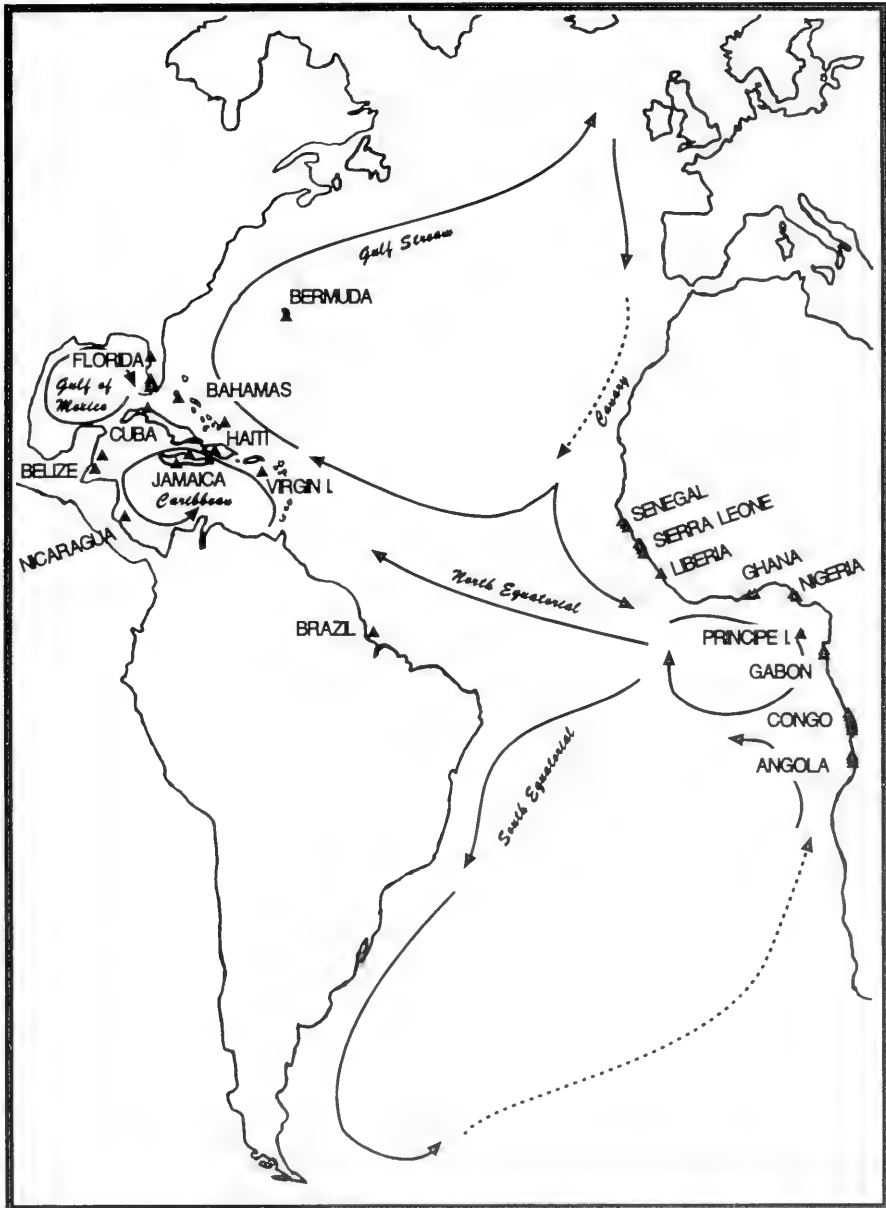 Gulf Stream
BERMUDA
FLORIDA
Gulf of
Mexico
BAHAMAS
CUBA
HAITI
BELIZE
JAMAICA
VIRGIN I.
Caribbean
NICARAGUA
Canary
SENEGAL
SIERRA LEONE
LIBERIA
GHANA
NIGERIA
North Equatorial
BRAZIL
PRINCIPE I.
GABON
CONGO
ANGOLA
South Equatorial